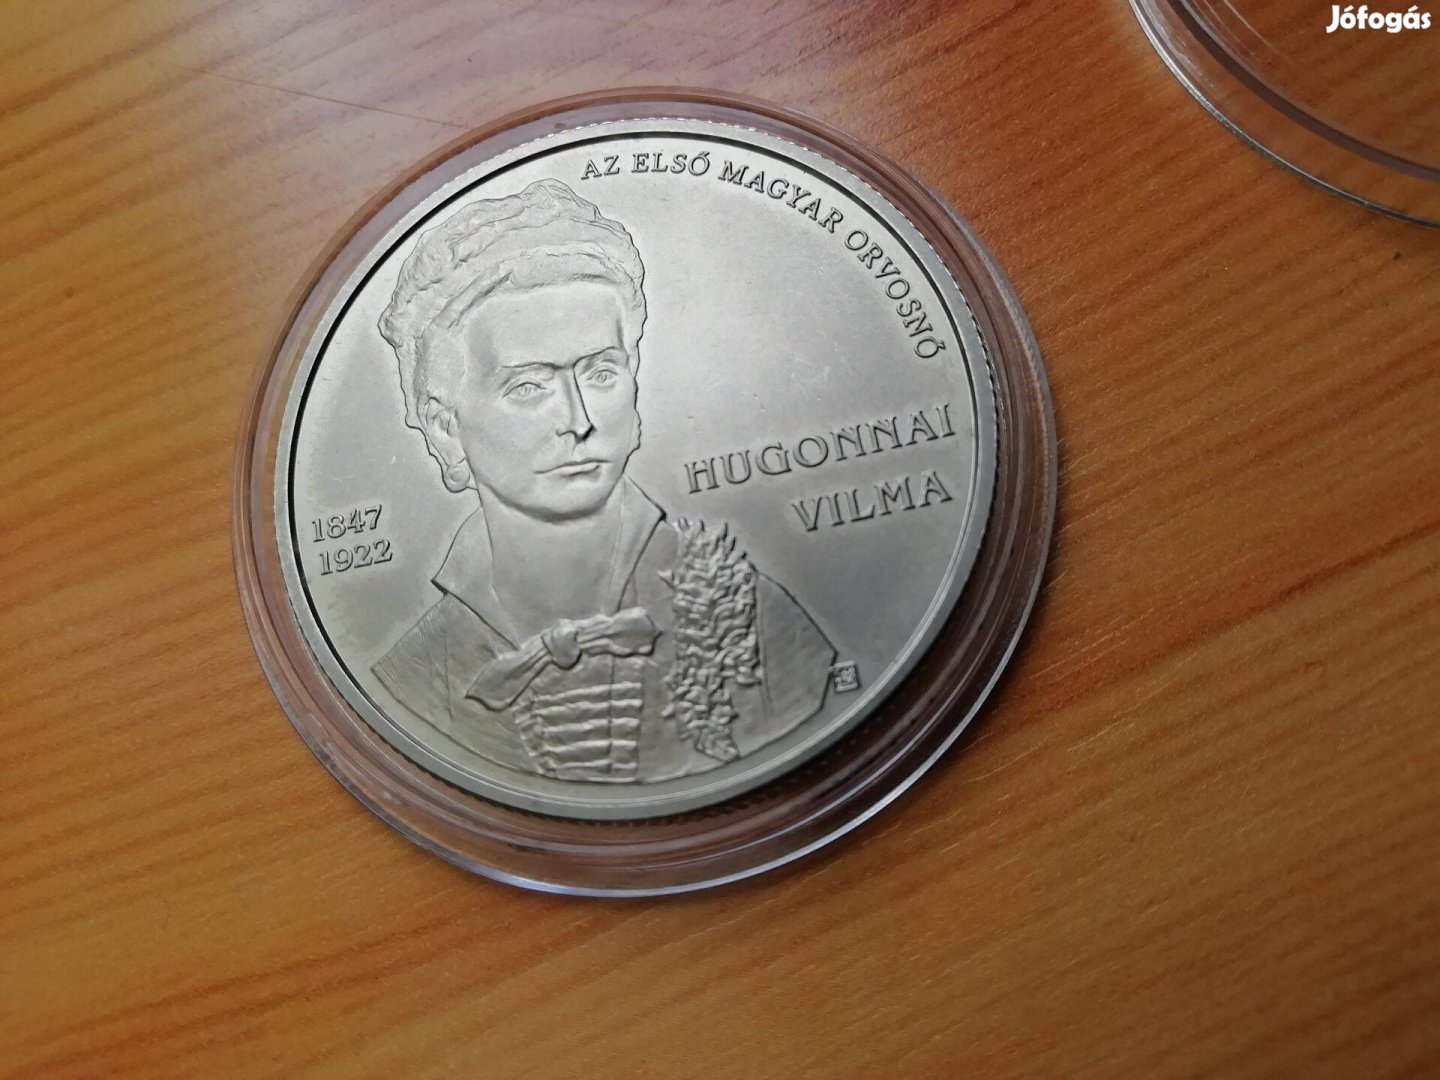 Jófogás
AZ ELSŐ MAGYAR ORVOSNŐ
HUGONNAI
VILMA
1847
1922